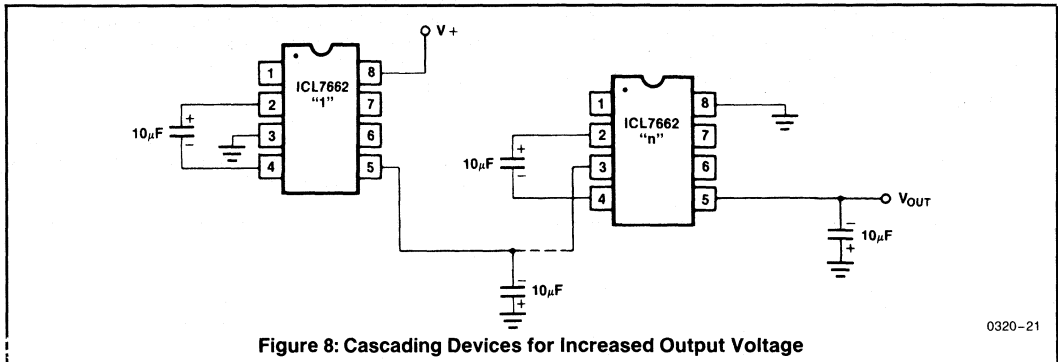 V +
1
2
3
4
8
7
6
5
ICL7662
"1"
+
10μF
−
1
2
3
4
8
7
6
5
ICL7662
"n"
+
10μF
−
−
10μF
+
VOUT
−
10μF
+
0320–21
Figure 8: Cascading Devices for Increased Output Voltage